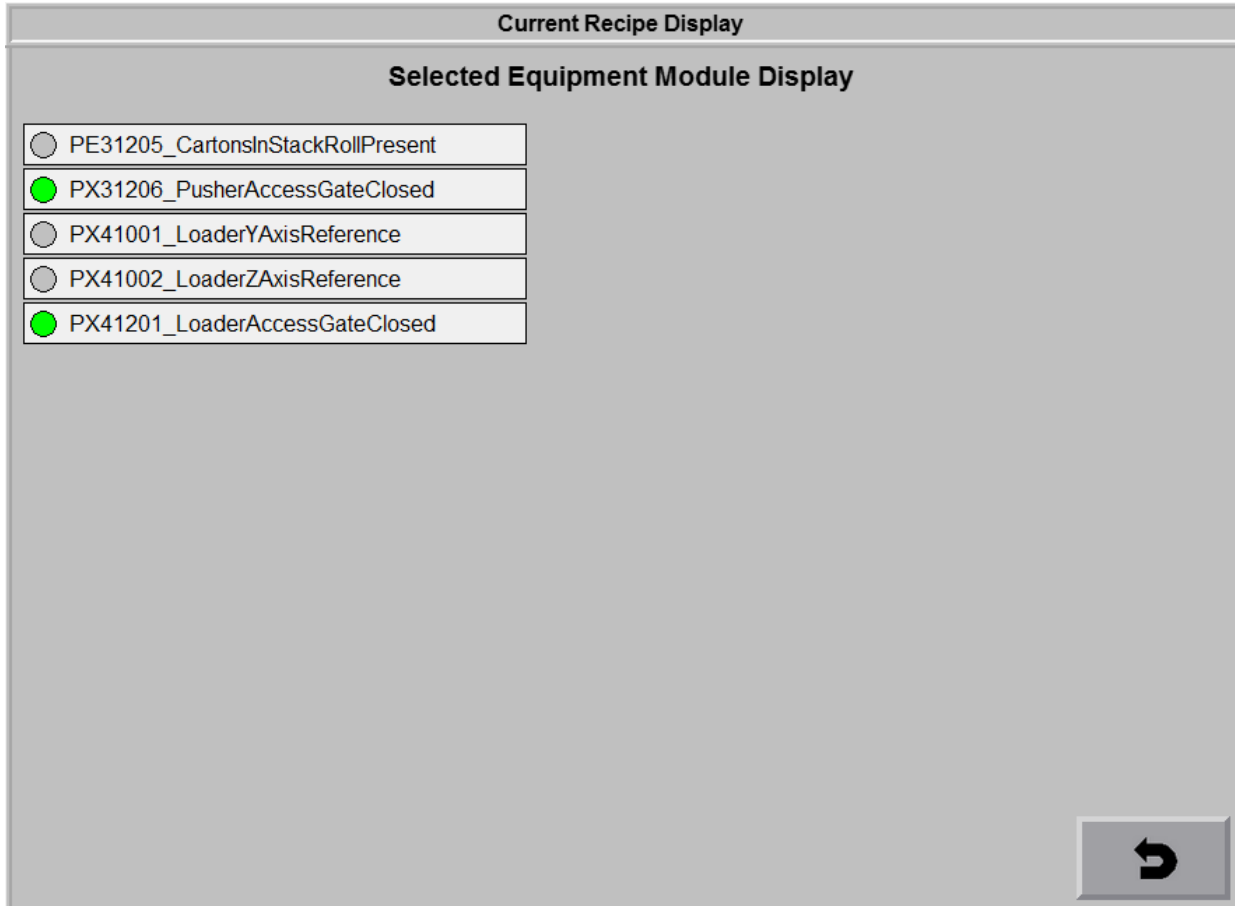 Current Recipe Display
Selected Equipment Module Display
PE31205_CartonsInStackRollPresent
PX31206_PusherAccessGateClosed
PX41001_LoaderYAxisReference
PX41002_LoaderZAxisReference
PX41201_LoaderAccessGateClosed